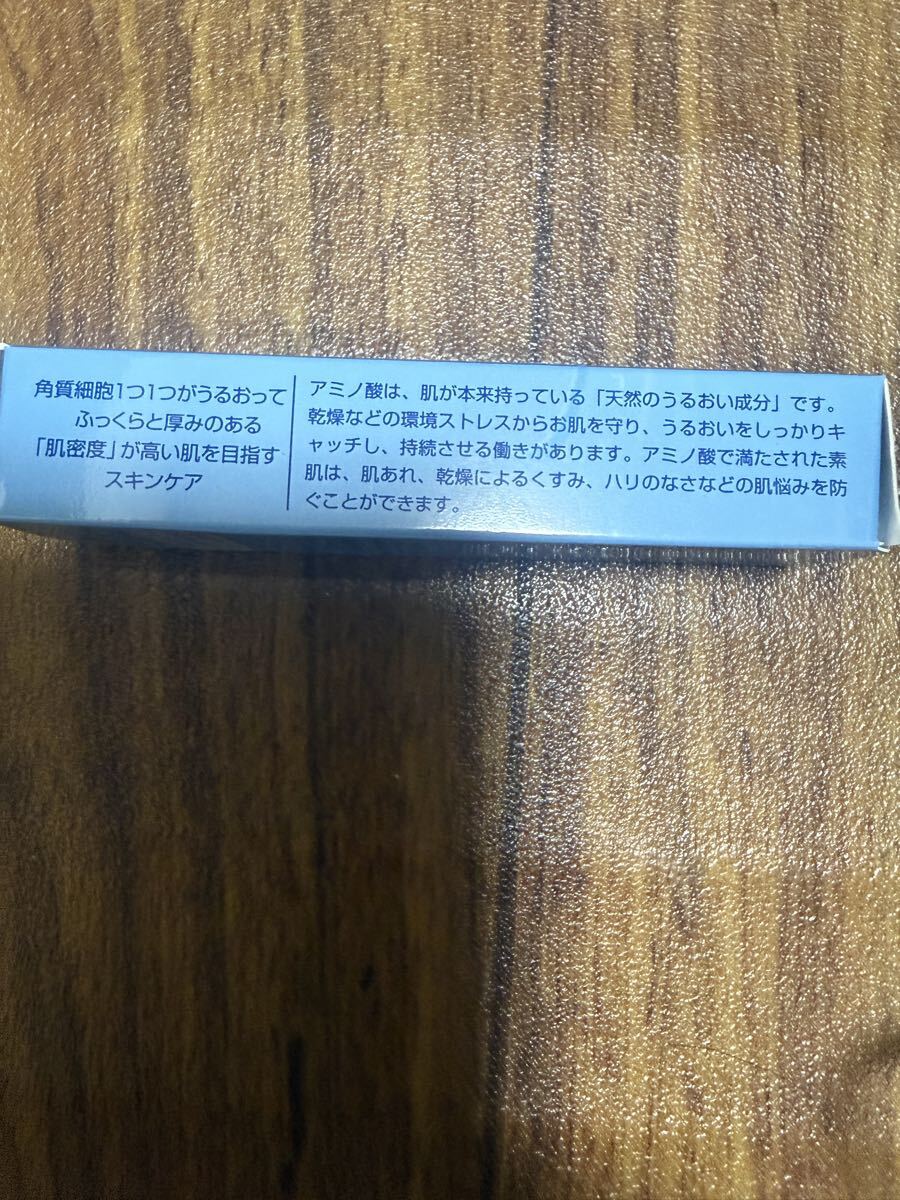 角質細胞1つ1つがうるおって
ふっくらと厚みのある
「肌密度」が高い肌を目指す
スキンケア
アミノ酸は、肌が本来持っている「天然のうるおい成分」です。
乾燥などの環境ストレスからお肌を守り、うるおいをしっかりキ
ャッチし、持続させる働きがあります。アミノ酸で満たされた素
肌は、肌あれ、乾燥によるくすみ、ハリのなさなどの肌悩みを防
ぐことができます。